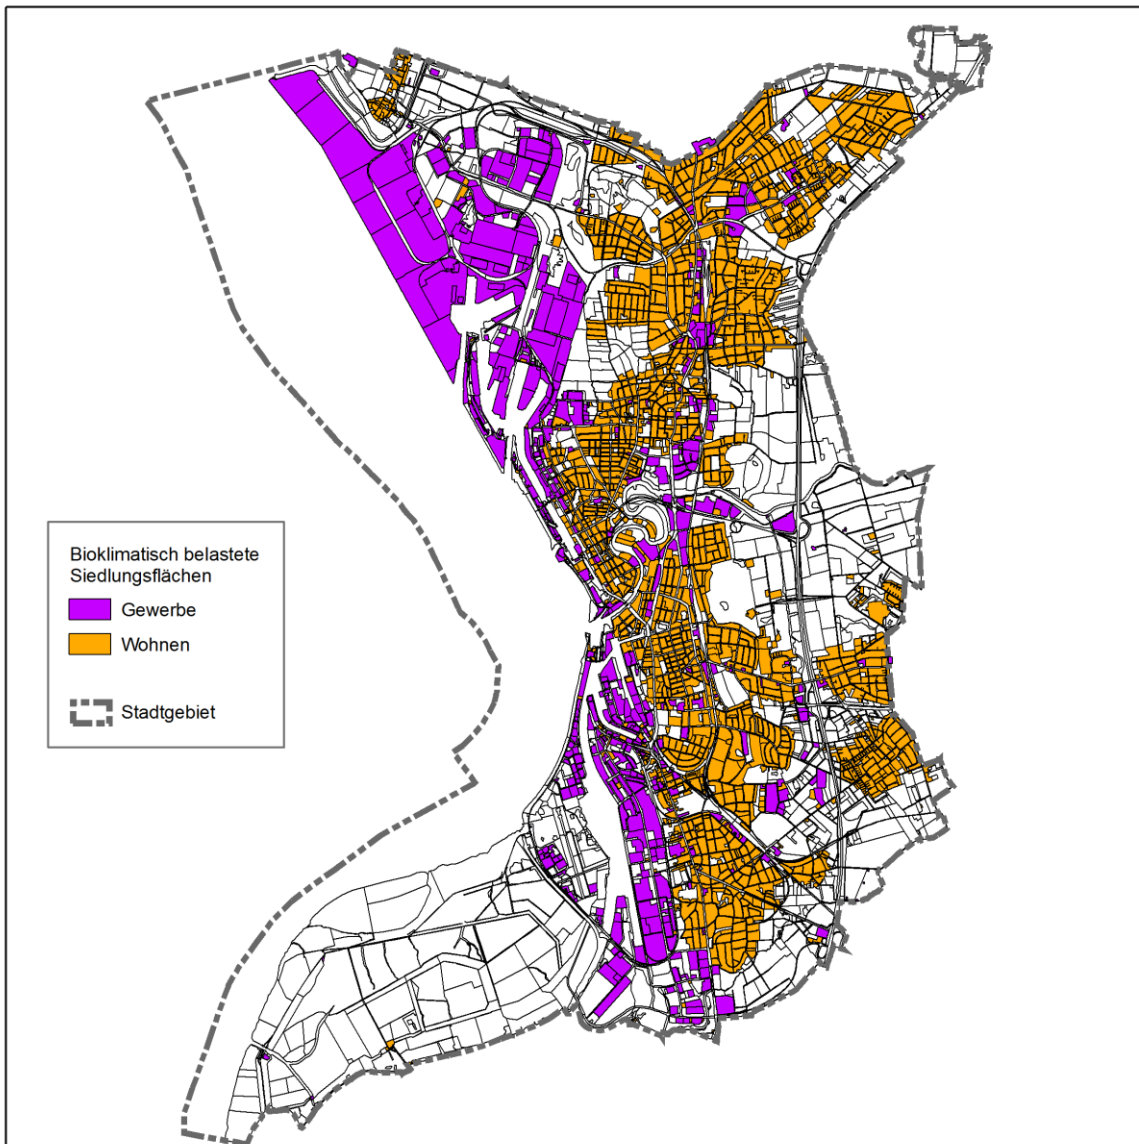 Bioklimatisch belastete
Siedlungsflächen
Gewerbe
Wohnen
Stadtgebiet